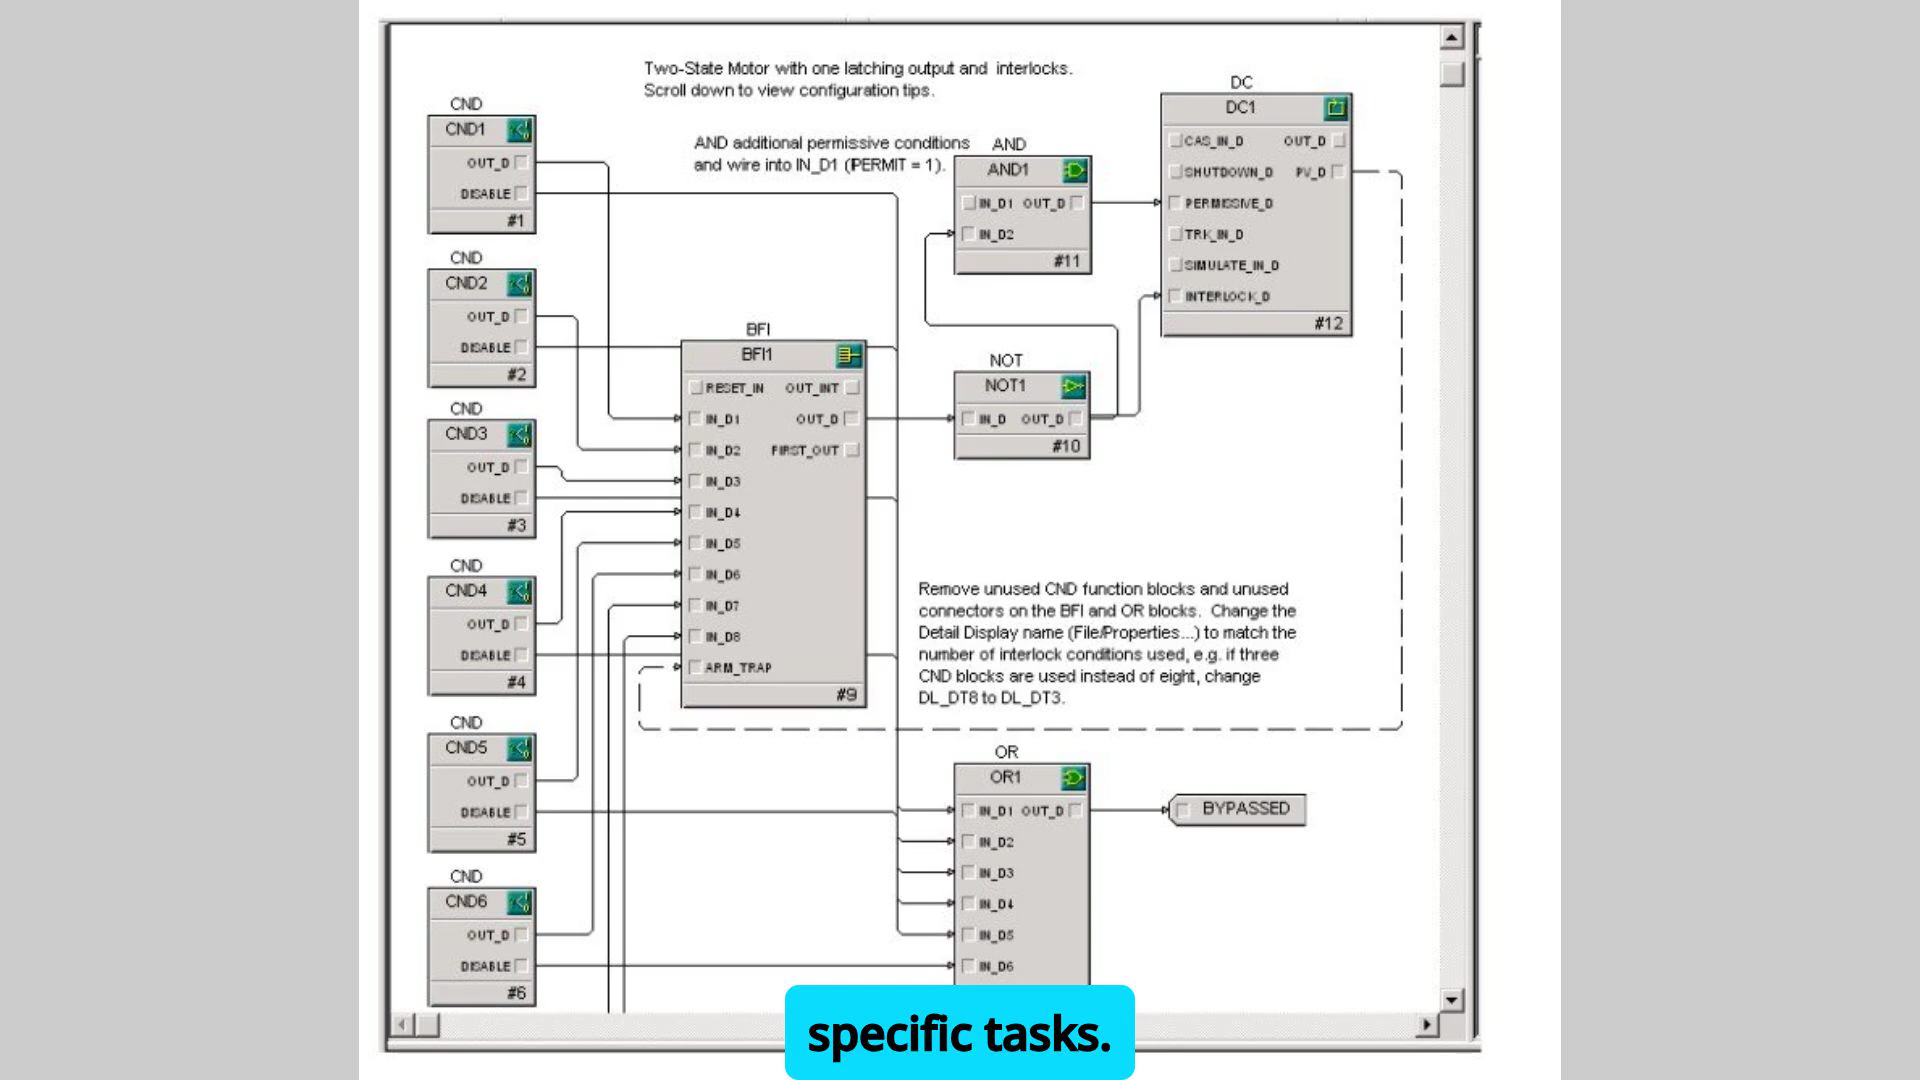 Two-State Motor with one latching output and interlocks.
Scroll down to view configuration tips.
CND
CND1
OUT_D
DISABLE
#1
CND
CND2
OUT_D
DISABLE
#2
CND
CND3
OUT_D
DISABLE
#3
CND
CND4
OUT_D
DISABLE
#4
CND
CND5
OUT_D
DISABLE
#5
CND
CND6
OUT_D
DISABLE
#6
BFI
BFI1
RESET_IN OUT_INT
IN_D1 OUT_D
IN_D2 FIRST_OUT
IN_D3
IN_D4
IN_D5
IN_D6
IN_D7
IN_D8
ARM_TRAP
#9
AND additional permissive conditions
and wire into IN_D1 (PERMIT = 1).
AND
AND1
IN_D1 OUT_D
IN_D2
#11
NOT
NOT1
IN_D OUT_D
#10
DC
DC1
CAS_IN_D OUT_D
SHUTDOWN_D PV_D
PERMISSIVE_D
TRK_IN_D
SIMULATE_IN_D
INTERLOCK_D
#12
Remove unused CND function blocks and unused
connectors on the BFI and OR blocks. Change the
Detail Display name (File/Properties...) to match the
number of interlock conditions used, e.g. if three
CND blocks are used instead of eight, change
DL_DT8 to DL_DT3.
OR
OR1
IN_D1 OUT_D
IN_D2
IN_D3
IN_D4
IN_D5
IN_D6
BYPASSED
specific tasks.